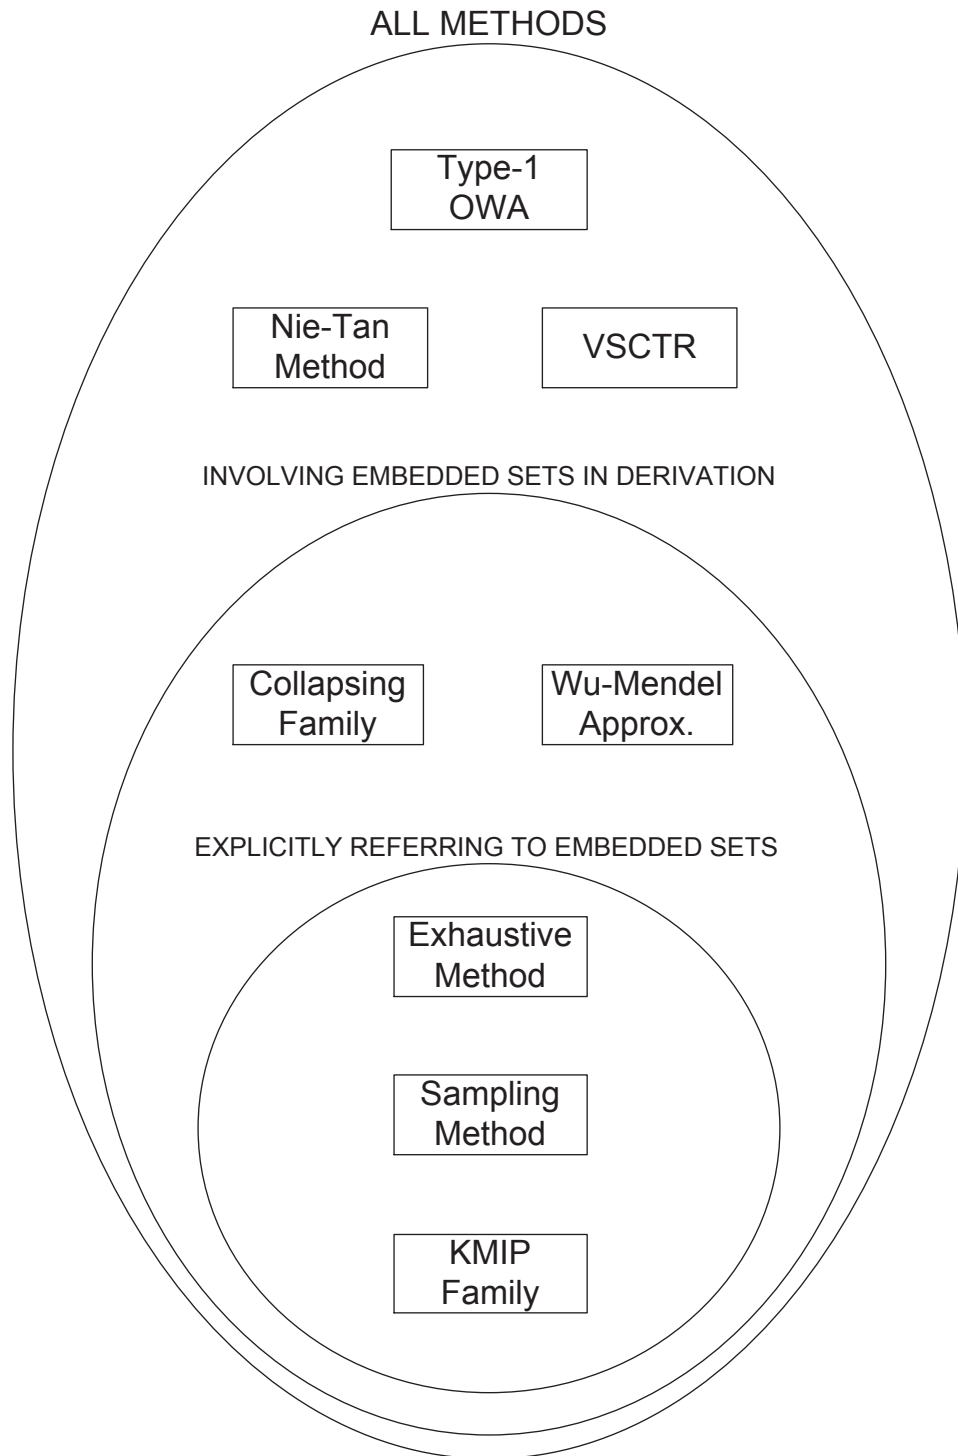 ALL METHODS
Type-1
OWA
Nie-Tan
Method
VSCTR
INVOLVING EMBEDDED SETS IN DERIVATION
Collapsing
Family
Wu-Mendel
Approx.
EXPLICITLY REFERRING TO EMBEDDED SETS
Exhaustive
Method
Sampling
Method
KMIP
Family